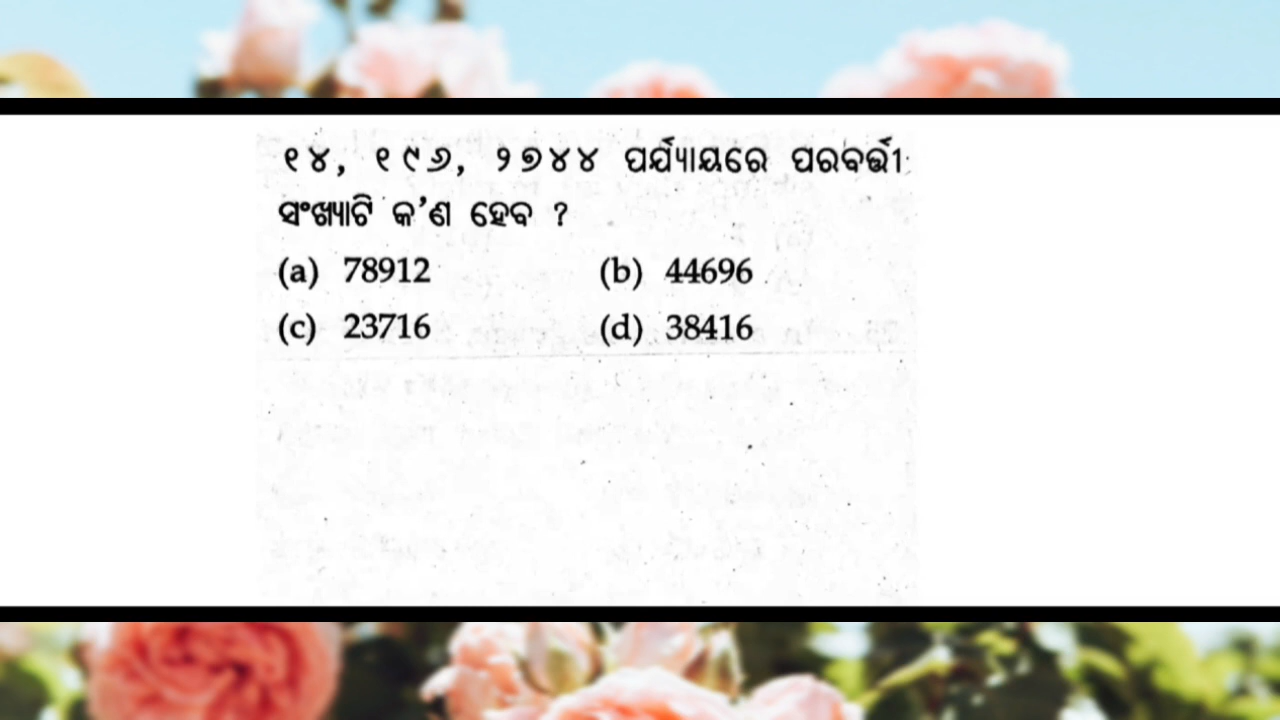 ୧୪, ୧୯୬, ୨୭୪୪ ପର୍ଯ୍ୟାୟରେ ପରବର୍ତ୍ତୀ
ସଂଖ୍ୟାଟି କ’ଣ ହେବ ?
(a) 78912 (b) 44696
(c) 23716 (d) 38416